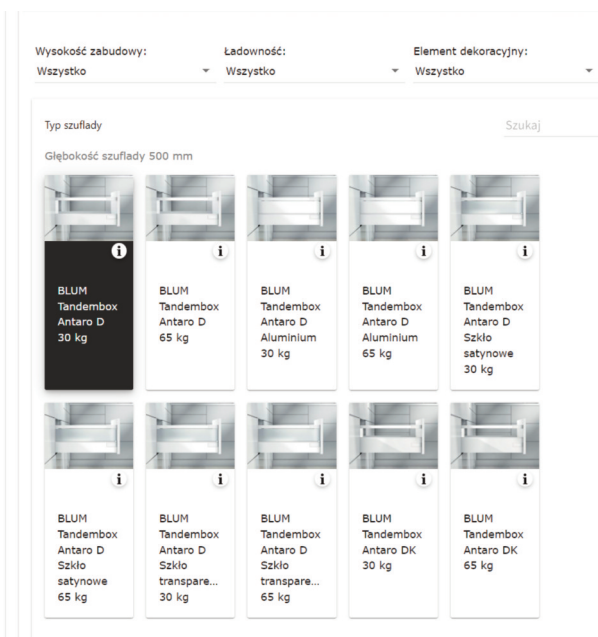 Wysokość zabudowy: Ładowność: Element dekoracyjny:
Wszystko Wszystko Wszystko
Typ szuflady Szukaj
Głębokość szuflady 500 mm
i i i i i
BLUM BLUM BLUM BLUM BLUM
Tandembox Tandembox Tandembox Tandembox Tandembox
Antaro D Antaro D Antaro D Antaro D Antaro D
30 kg 65 kg Aluminium Aluminium Szkło
30 kg 65 kg satynowe
30 kg
i i i i i
BLUM BLUM BLUM BLUM BLUM
Tandembox Tandembox Tandembox Tandembox Tandembox
Antaro D Antaro D Antaro D Antaro DK Antaro DK
Szkło Szkło Szkło 30 kg 65 kg
satynowe transpare... transpare...
65 kg 30 kg 65 kg